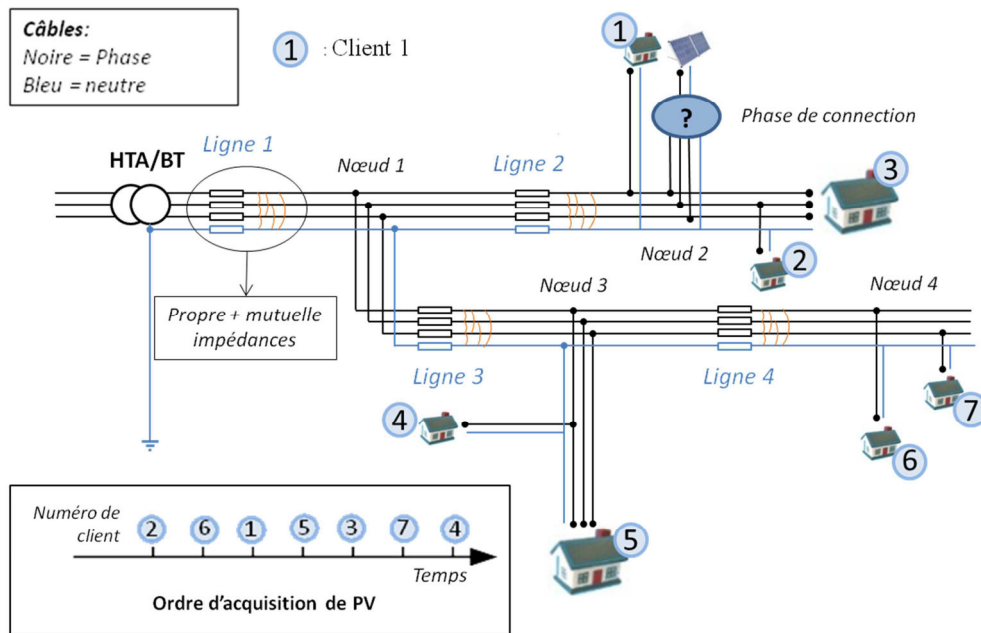 Câbles:
Noire = Phase
Bleu = neutre
1 : Client 1
1
?
Phase de connection
HTA/BT
Ligne 1
Nœud 1
Ligne 2
3
Nœud 2
2
Propre + mutuelle
impédances
Nœud 3
Nœud 4
Ligne 3
Ligne 4
4
7
6
5
Numéro de
client
2 6 1 5 3 7 4
Temps
Ordre d'acquisition de PV